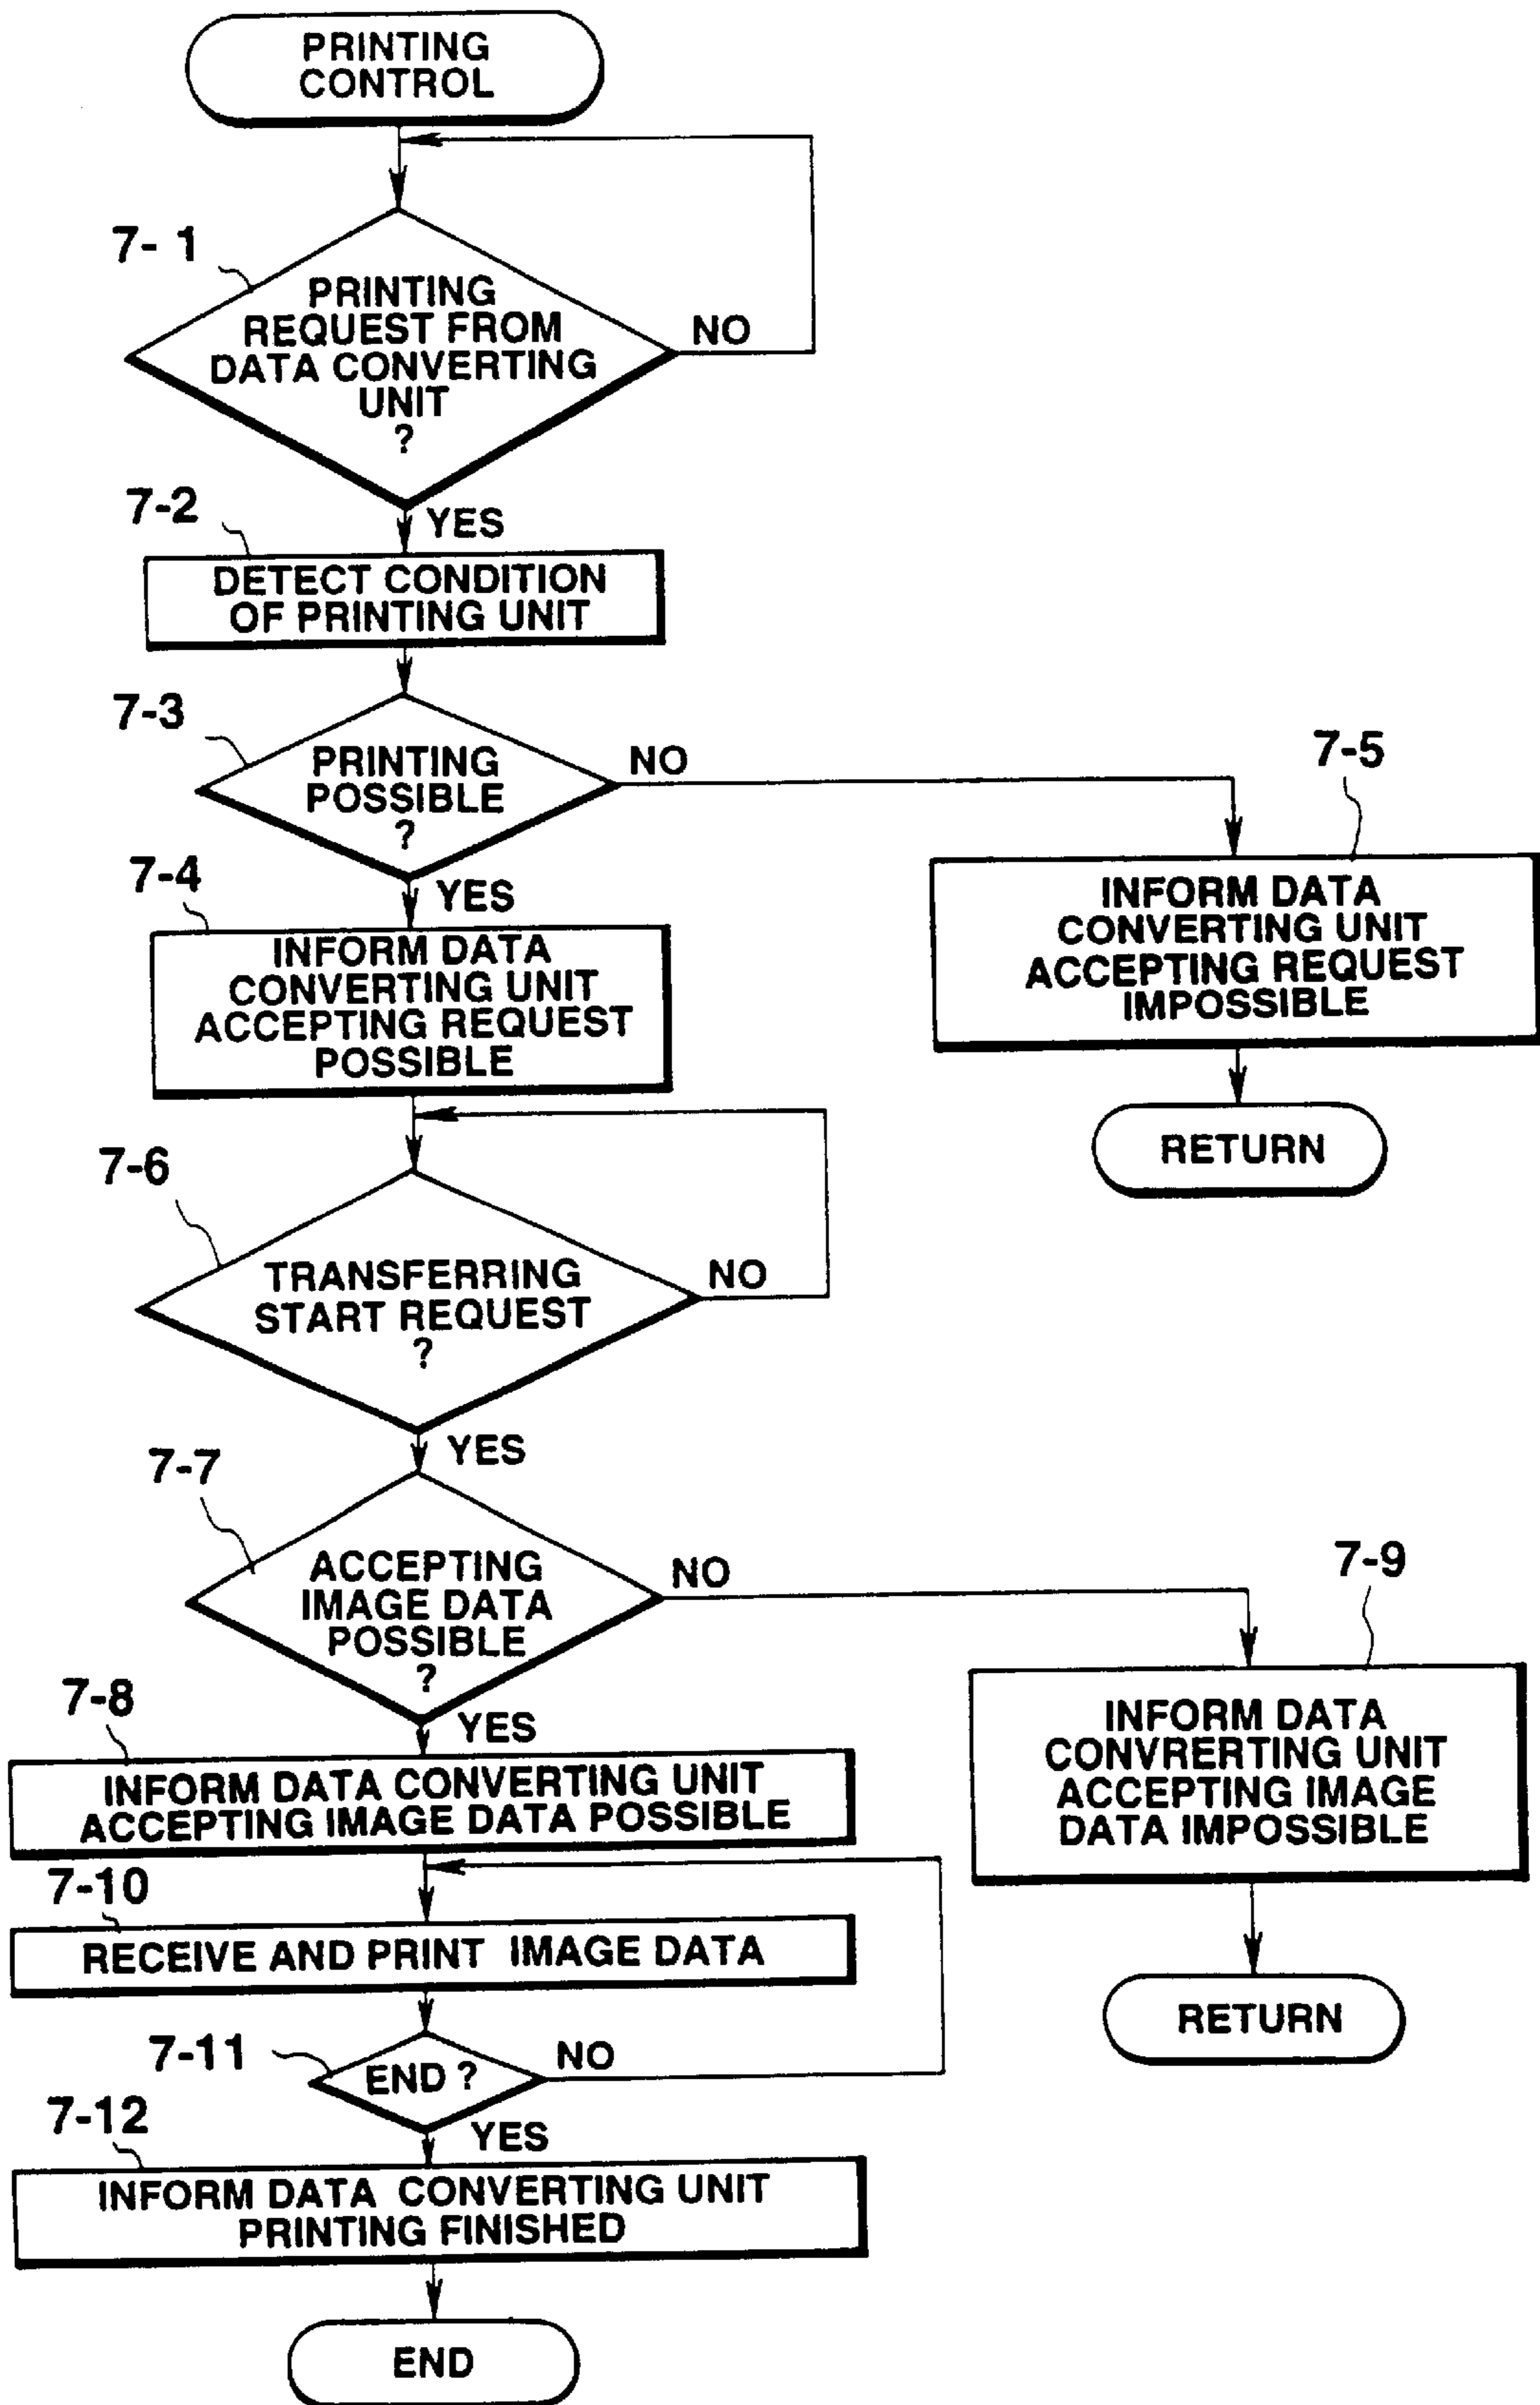 PRINTING
CONTROL
7- 1
PRINTING
REQUEST FROM
DATA CONVERTING
UNIT
?
NO
YES
7-2
DETECT CONDITION
OF PRINTING UNIT
7-3
PRINTING
POSSIBLE
?
NO
YES
7-5
INFORM DATA
CONVERTING UNIT
ACCEPTING REQUEST
IMPOSSIBLE
RETURN
7-4
INFORM DATA
CONVERTING UNIT
ACCEPTING REQUEST
POSSIBLE
7-6
TRANSFERRING
START REQUEST
?
NO
YES
7-7
ACCEPTING
IMAGE DATA
POSSIBLE
?
NO
YES
7-9
INFORM DATA
CONVRERTING UNIT
ACCEPTING IMAGE
DATA IMPOSSIBLE
RETURN
7-8
INFORM DATA CONVERTING UNIT
ACCEPTING IMAGE DATA POSSIBLE
7-10
RECEIVE AND PRINT IMAGE DATA
7-11
END ?
NO
YES
7-12
INFORM DATA CONVERTING UNIT
PRINTING FINISHED
END